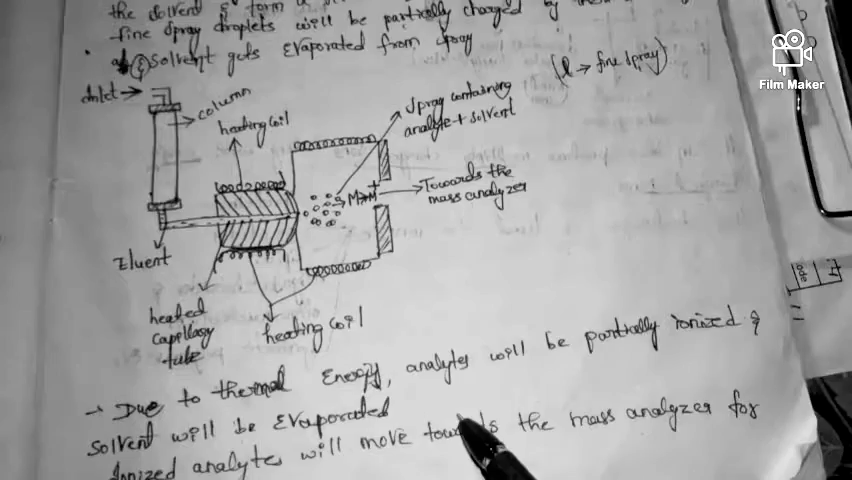 the solvent & form a
fine spray droplets will be partially charged by
solvent gets Evaporated from spray
(l → fine spray)
Film Maker
Inlet →
column
heating coil
spray containing
analyte + solvent
M → M+
Towards the
mass analyzer
Eluent
heated
capillary
tube
heating coil
→ Due to thermal Energy, analytes will be partially ionized &
solvent will be Evaporated
Ionized analytes will move towards the mass analyzer for